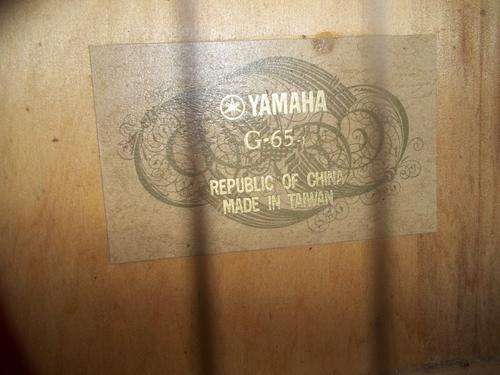 YAMAHA
G-65-
REPUBLIC OF CHINA
MADE IN TAIWAN